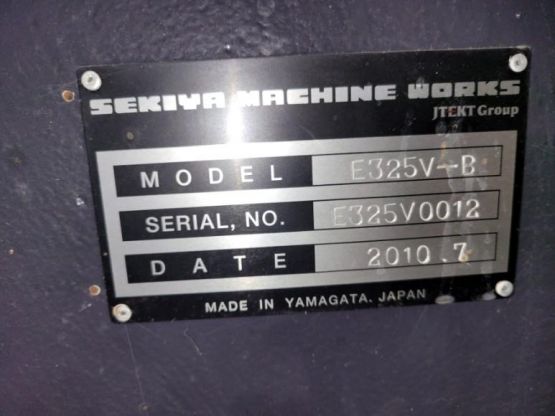 SEKIYA MACHINE WORKS
JTEKT Group
MODEL E325V-B
SERIAL, NO. E325V0012
DATE 2010.7
MADE IN YAMAGATA. JAPAN